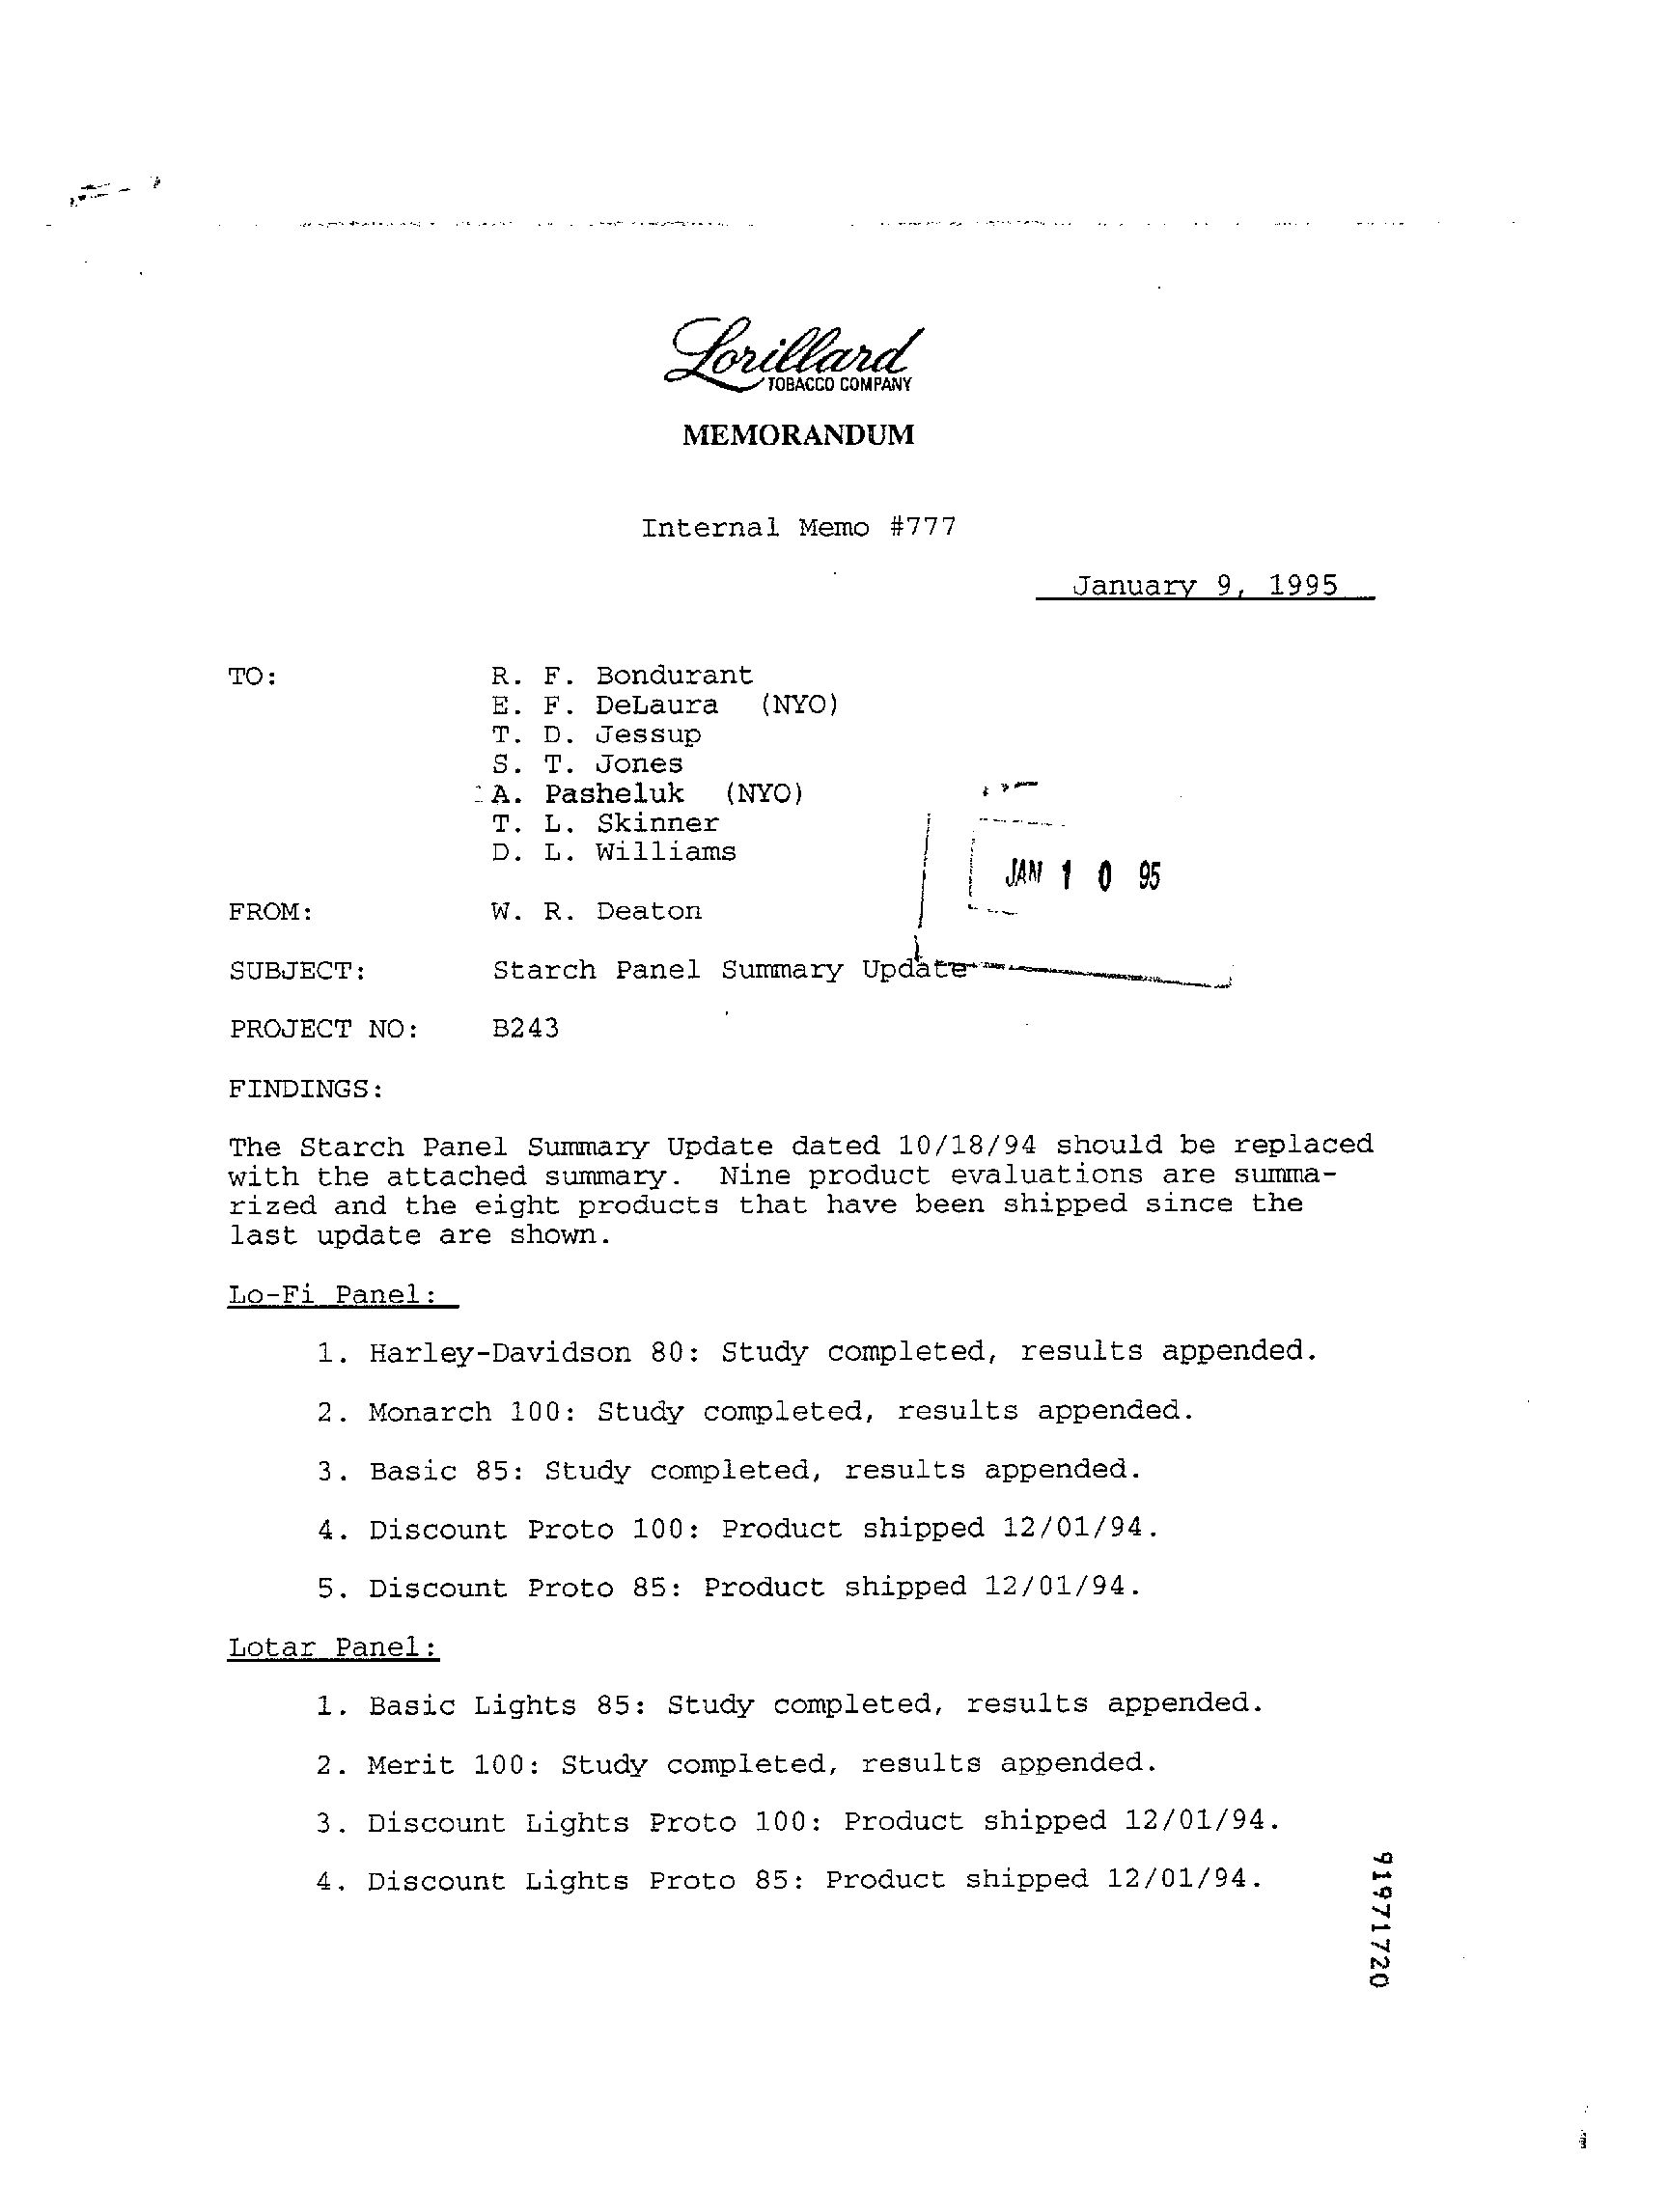 Lorillard
TOBACCO COMPANY
MEMORANDUM
Internal Memo #777
January 9, 1995
TO: R. F. Bondurant
E. F. DeLaura (NYO)
T. D. Jessup
S. T. Jones
A. Pasheluk (NYO)
T. L. Skinner
D. L. Williams
JAN 10 95
FROM: W. R. Deaton
SUBJECT: Starch Panel Summary Update
PROJECT NO: B243
FINDINGS:
The Starch Panel Summary Update dated 10/18/94 should be replaced
with the attached summary. Nine product evaluations are summa-
rized and the eight products that have been shipped since the
last update are shown.
Lo-Fi Panel:
1. Harley-Davidson 80: Study completed, results appended.
2. Monarch 100: Study completed, results appended.
3. Basic 85: Study completed, results appended.
4. Discount Proto 100: Product shipped 12/01/94.
5. Discount Proto 85: Product shipped 12/01/94.
Lotar Panel:
1. Basic Lights 85: Study completed, results appended.
2. Merit 100: Study completed, results appended.
3. Discount Lights Proto 100: Product shipped 12/01/94.
4. Discount Lights Proto 85: Product shipped 12/01/94.
91971720